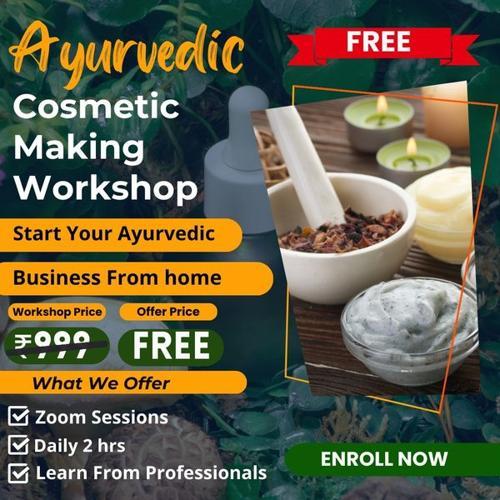 Ayurvedic
FREE
Cosmetic
Making
Workshop
Start Your Ayurvedic
Business From home
Workshop Price
Offer Price
₹999
FREE
What We Offer
Zoom Sessions
Daily 2 hrs
Learn From Professionals
ENROLL NOW